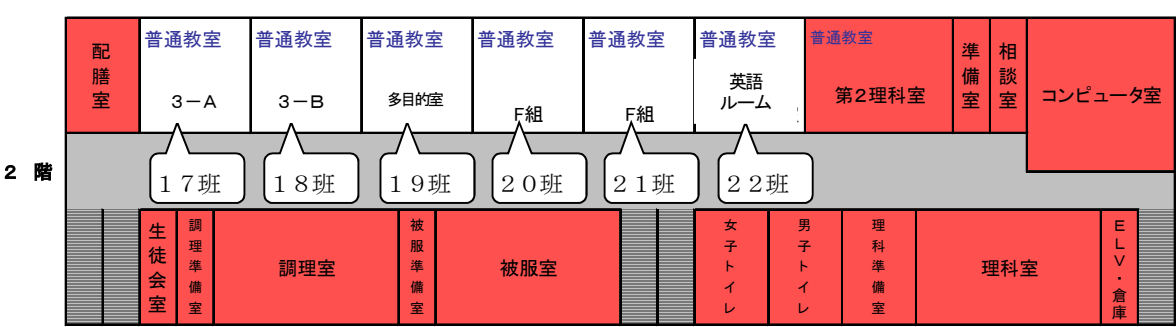 配膳室
普通教室
3－A
普通教室
3－B
普通教室
多目的室
普通教室
F組
普通教室
F組
普通教室
英語
ルーム
普通教室
第2理科室
準備室
相談室
コンピュータ室
2 階
17班
18班
19班
20班
21班
22班
生徒会室
調理準備室
調理室
被服準備室
被服室
女子トイレ
男子トイレ
理科準備室
理科室
ELV・倉庫